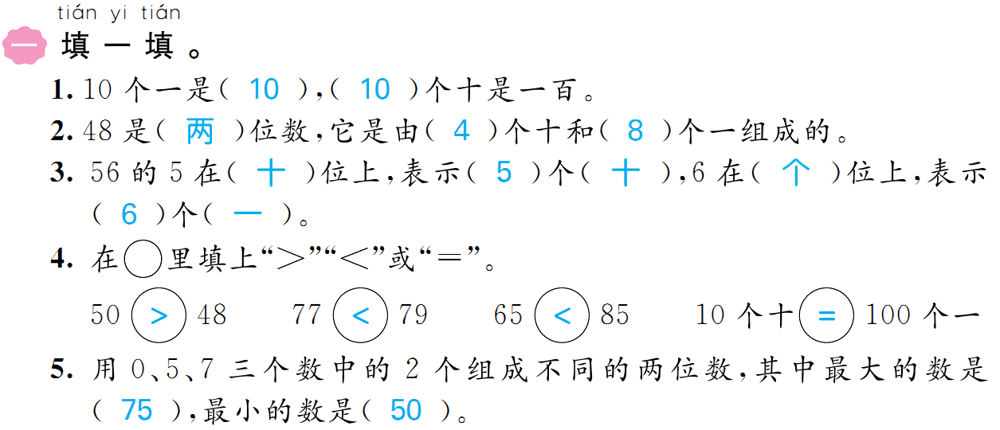 tián yi tián
一 填一填。
1. 10 个一是( 10 ),( 10 )个十是一百。
2. 48 是( 两 )位数,它是由( 4 )个十和( 8 )个一组成的。
3. 56 的 5 在( 十 )位上,表示( 5 )个( 十 ),6 在( 个 )位上,表示
( 6 )个( 一 )。
4. 在○里填上“>”“<”或“=”。
50 > 48 77 < 79 65 < 85 10 个十 = 100 个一
5. 用 0、5、7 三个数中的 2 个组成不同的两位数,其中最大的数是
( 75 ),最小的数是( 50 )。